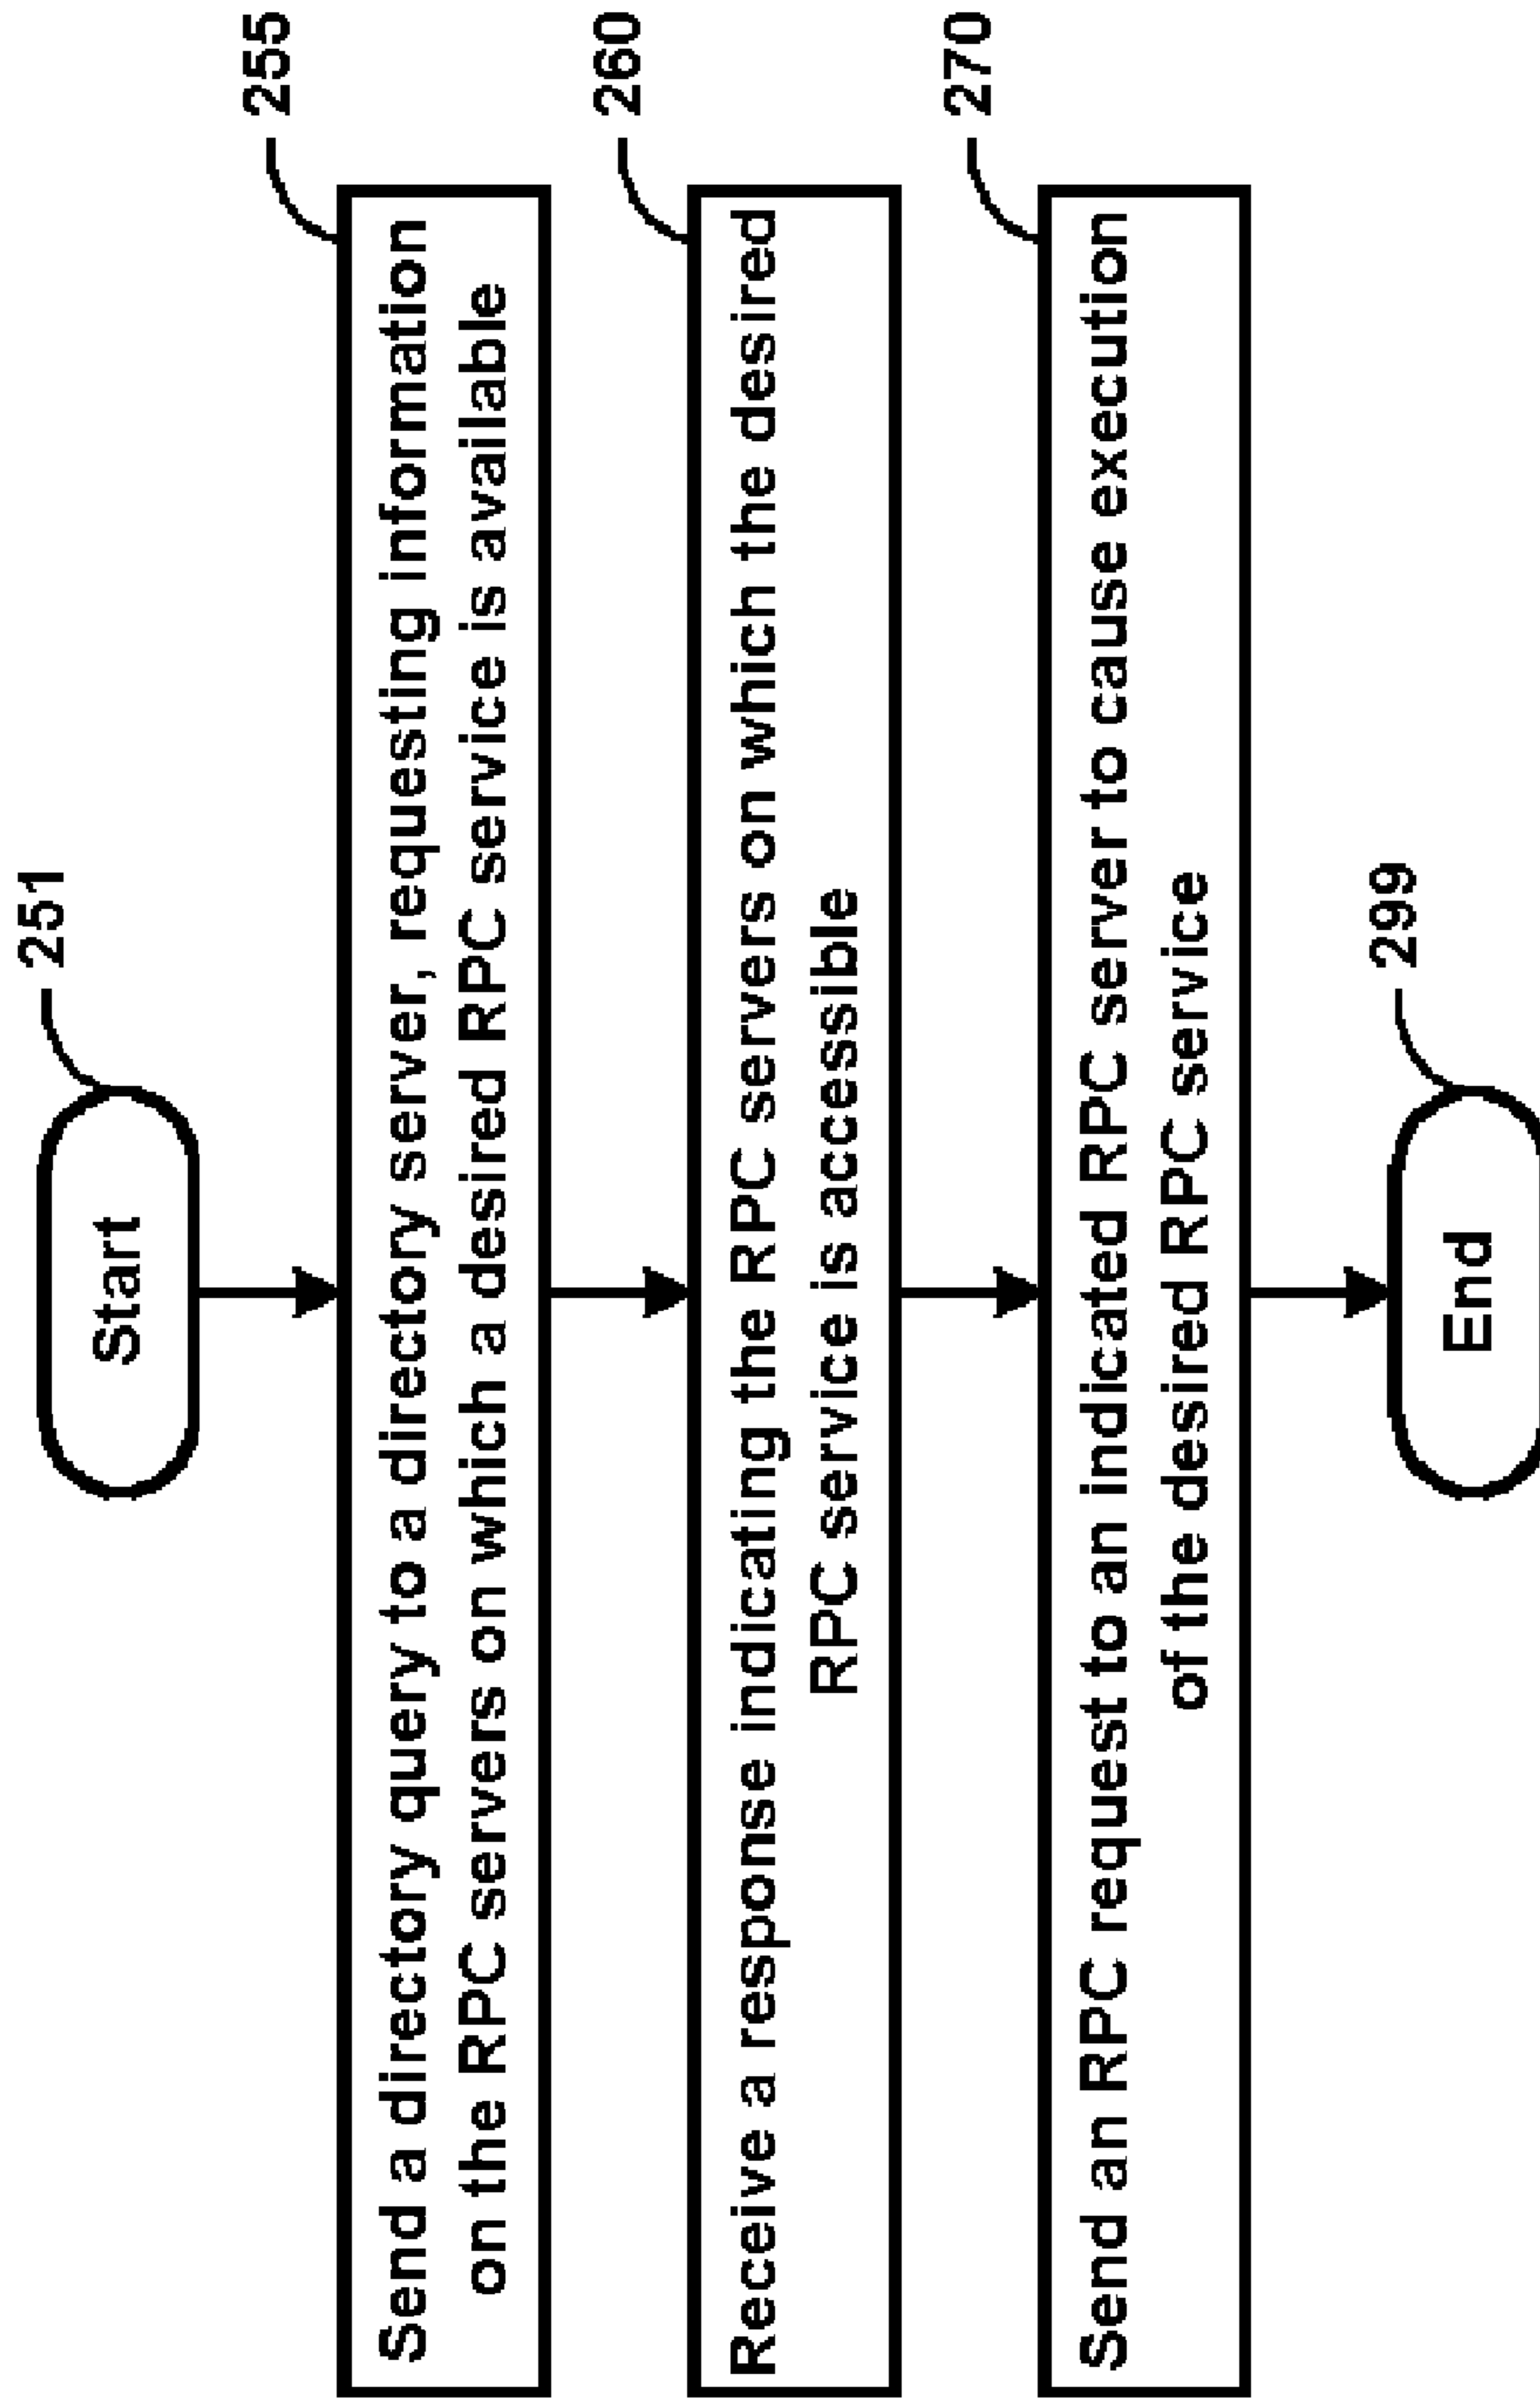 251
Start
255
Send a directory query to a directory server, requesting information
on the RPC servers on which a desired RPC service is available
260
Receive a response indicating the RPC servers on which the desired
RPC service is accessible
270
Send an RPC request to an indicated RPC server to cause execution
of the desired RPC service
299
End